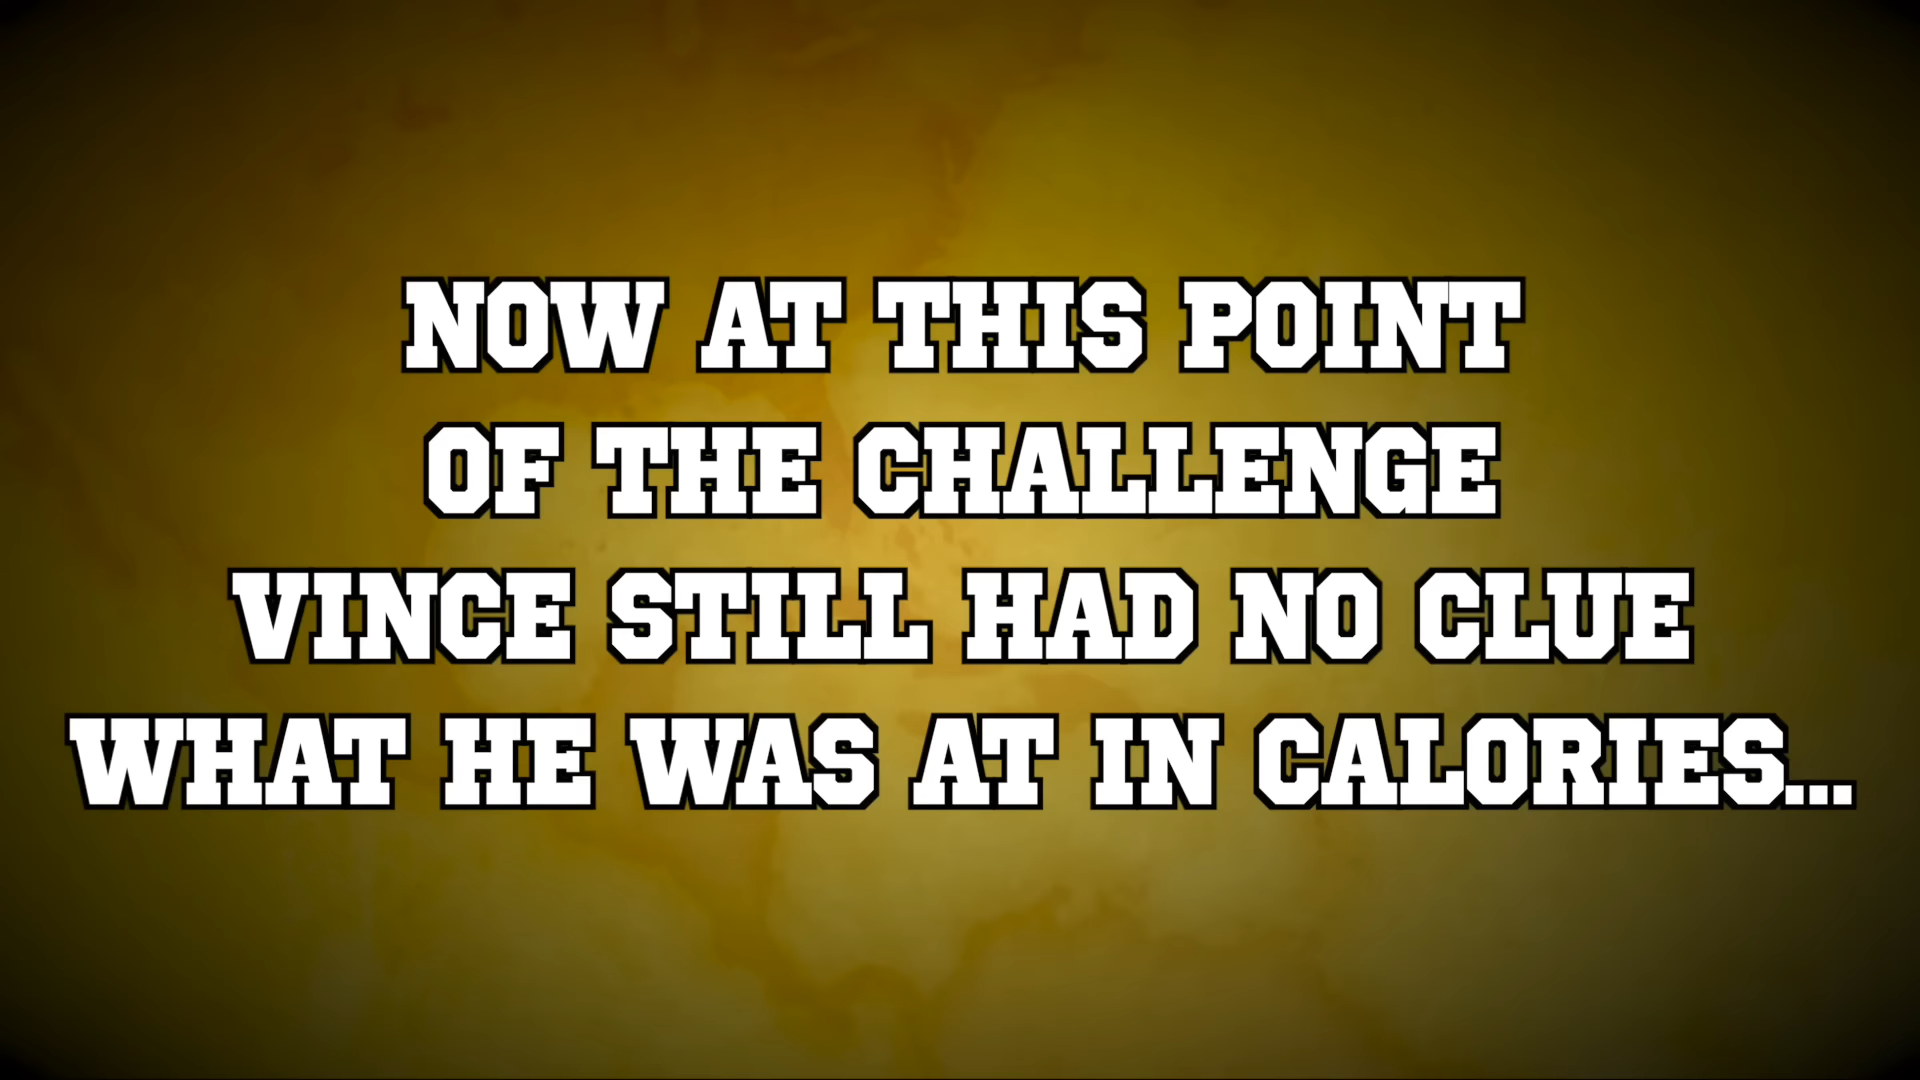 NOW AT THIS POINT
OF THE CHALLENGE
VINCE STILL HAD NO CLUE
WHAT HE WAS AT IN CALORIES...